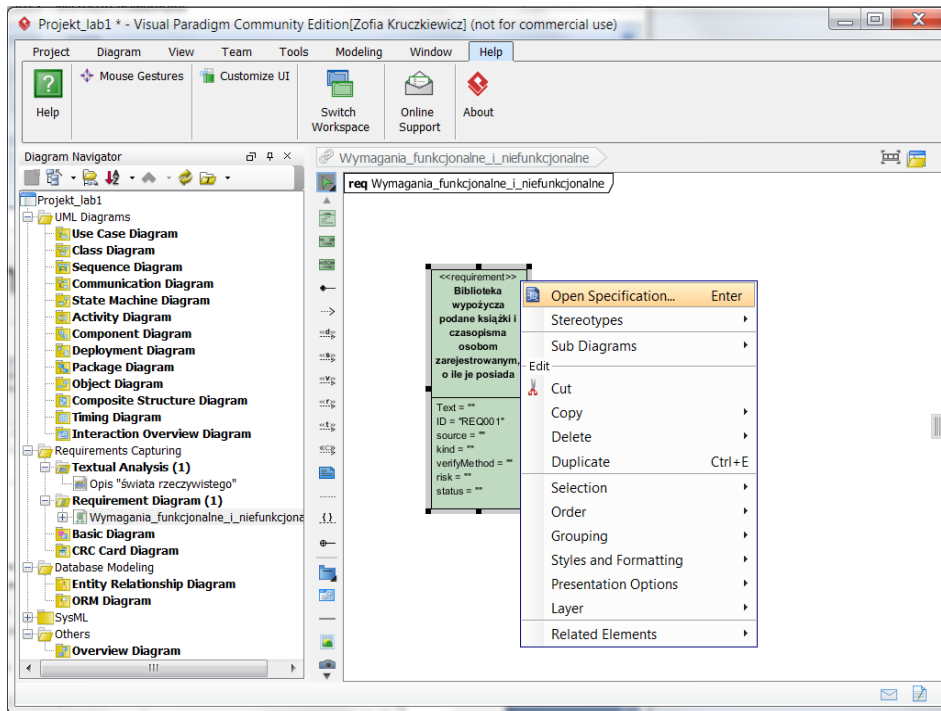 Projekt_lab1 * - Visual Paradigm Community Edition[Zofia Kruczkiewicz] (not for commercial use)
Project Diagram View Team Tools Modeling Window Help
Mouse Gestures Customize UI
Help Switch Workspace Online Support About
Diagram Navigator
Wymagania_funkcjonalne_i_niefunkcjonalne
req Wymagania_funkcjonalne_i_niefunkcjonalne
Projekt_lab1
UML Diagrams
Use Case Diagram
Class Diagram
Sequence Diagram
Communication Diagram
State Machine Diagram
Activity Diagram
Component Diagram
Deployment Diagram
Package Diagram
Object Diagram
Composite Structure Diagram
Timing Diagram
Interaction Overview Diagram
Requirements Capturing
Textual Analysis (1)
Opis "świata rzeczywistego"
Requirement Diagram (1)
Wymagania_funkcjonalne_i_niefunkcjona
Basic Diagram
CRC Card Diagram
Database Modeling
Entity Relationship Diagram
ORM Diagram
SysML
Others
Overview Diagram
<<requirement>>
Biblioteka
wypożycza
podane książki i
czasopisma
osobom
zarejestrowanym,
o ile je posiada
Text = ""
ID = "REQ001"
source = ""
kind = ""
verifyMethod = ""
risk = ""
status = ""
Open Specification... Enter
Stereotypes
Sub Diagrams
Edit
Cut
Copy
Delete
Duplicate Ctrl+E
Selection
Order
Grouping
Styles and Formatting
Presentation Options
Layer
Related Elements